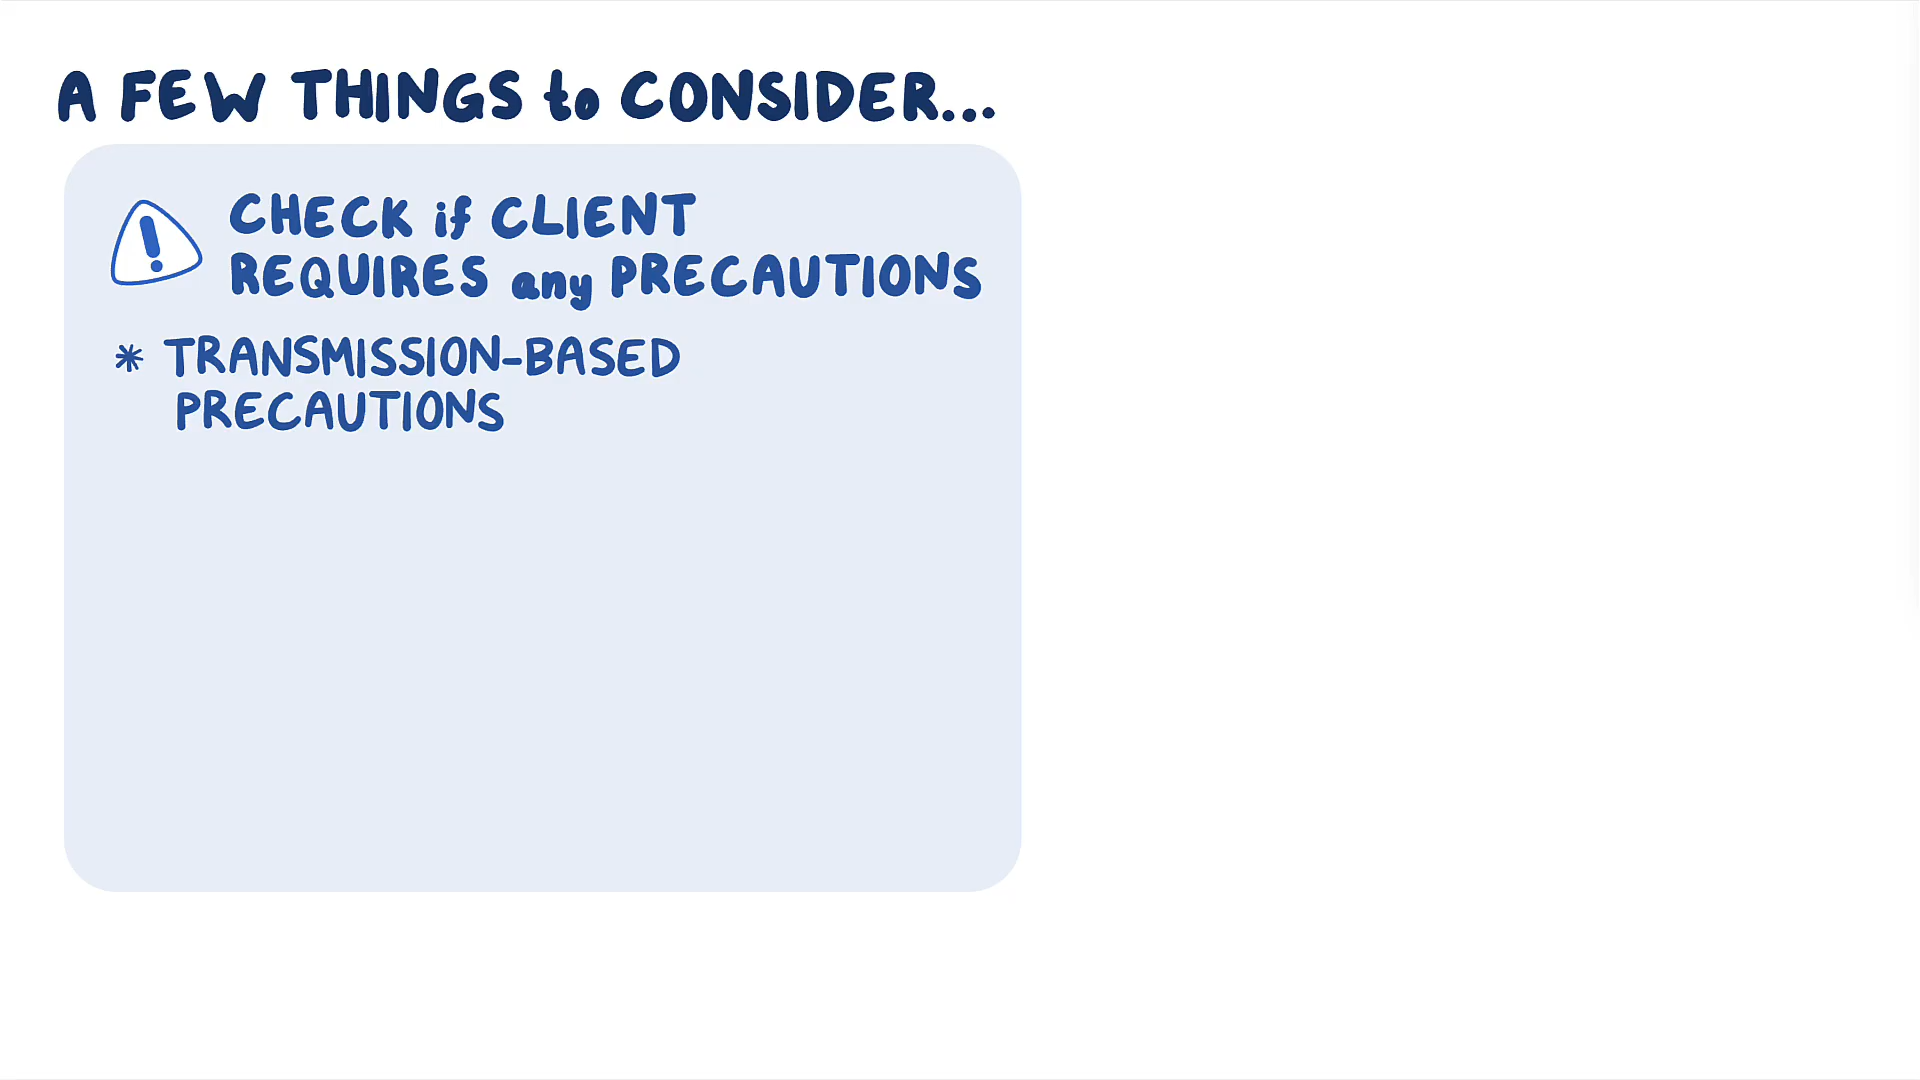 A FEW THINGS to CONSIDER...
CHECK if CLIENT
REQUIRES any PRECAUTIONS
* TRANSMISSION-BASED
PRECAUTIONS